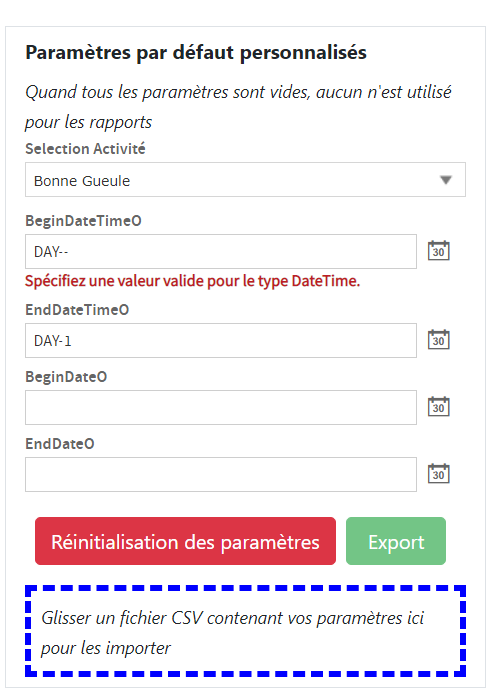 Paramètres par défaut personnalisés
Quand tous les paramètres sont vides, aucun n'est utilisé
pour les rapports
Selection Activité
Bonne Gueule
BeginDateTimeO
DAY--
30
Spécifiez une valeur valide pour le type DateTime.
EndDateTimeO
DAY-1
30
BeginDateO
30
EndDateO
30
Réinitialisation des paramètres
Export
Glisser un fichier CSV contenant vos paramètres ici
pour les importer